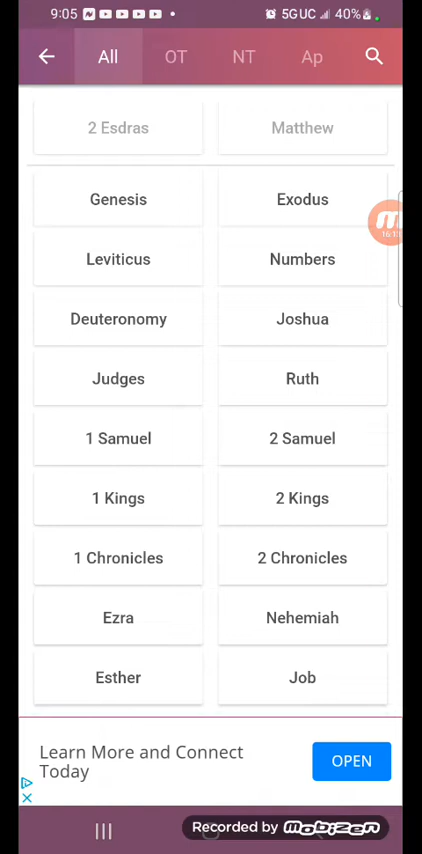 9:05 5GUC 40%
All OT NT Ap
2 Esdras Matthew
Genesis Exodus
Leviticus Numbers
Deuteronomy Joshua
Judges Ruth
1 Samuel 2 Samuel
1 Kings 2 Kings
1 Chronicles 2 Chronicles
Ezra Nehemiah
Esther Job
Learn More and Connect
Today
OPEN
Recorded by mobizen